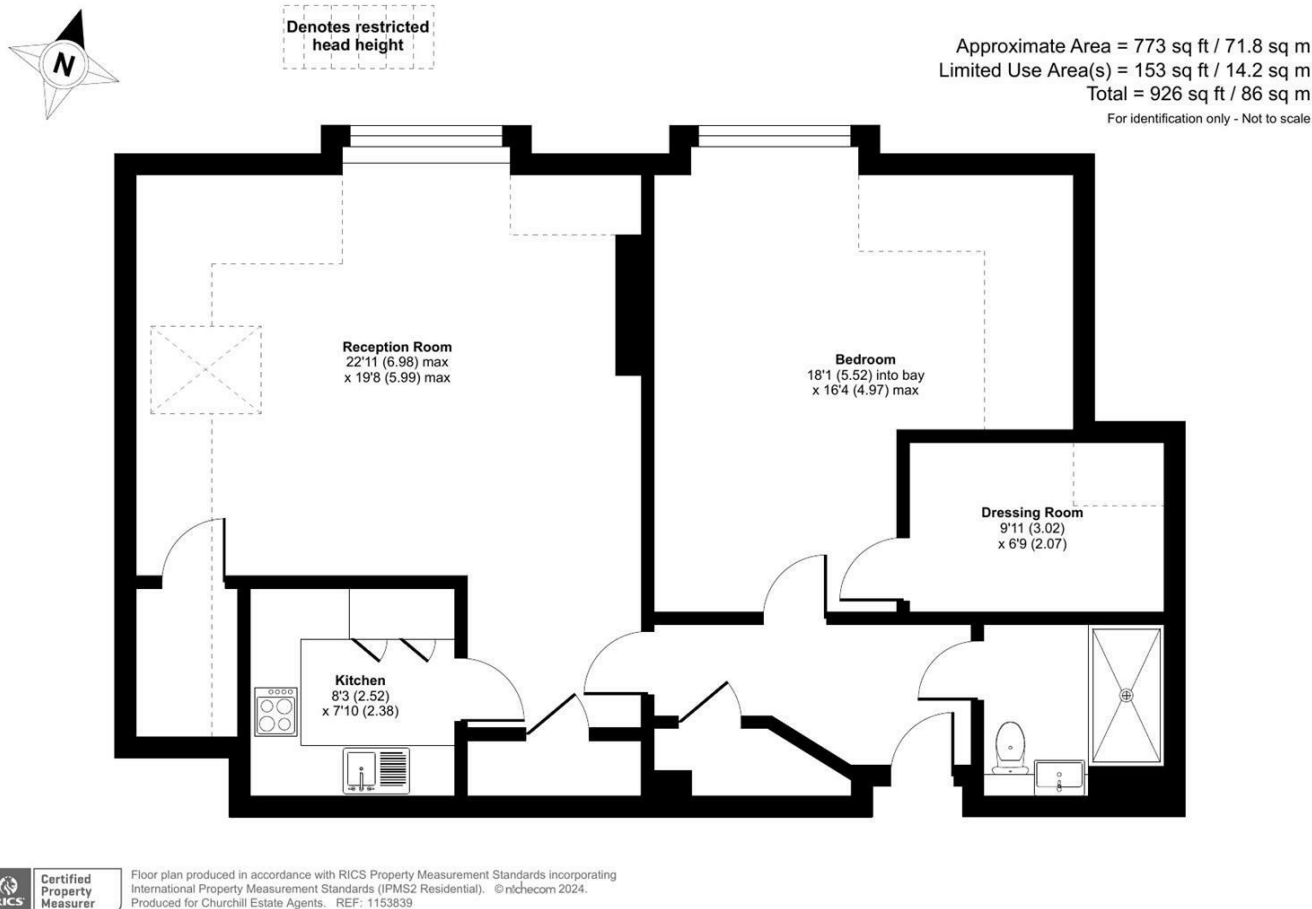 N
Denotes restricted
head height
Approximate Area = 773 sq ft / 71.8 sq m
Limited Use Area(s) = 153 sq ft / 14.2 sq m
Total = 926 sq ft / 86 sq m
For identification only - Not to scale
Reception Room
22'11 (6.98) max
x 19'8 (5.99) max
Bedroom
18'1 (5.52) into bay
x 16'4 (4.97) max
Dressing Room
9'11 (3.02)
x 6'9 (2.07)
Kitchen
8'3 (2.52)
x 7'10 (2.38)
RICS
Certified
Property
Measurer
Floor plan produced in accordance with RICS Property Measurement Standards incorporating
International Property Measurement Standards (IPMS2 Residential). © nichecom 2024.
Produced for Churchill Estate Agents. REF: 1153839